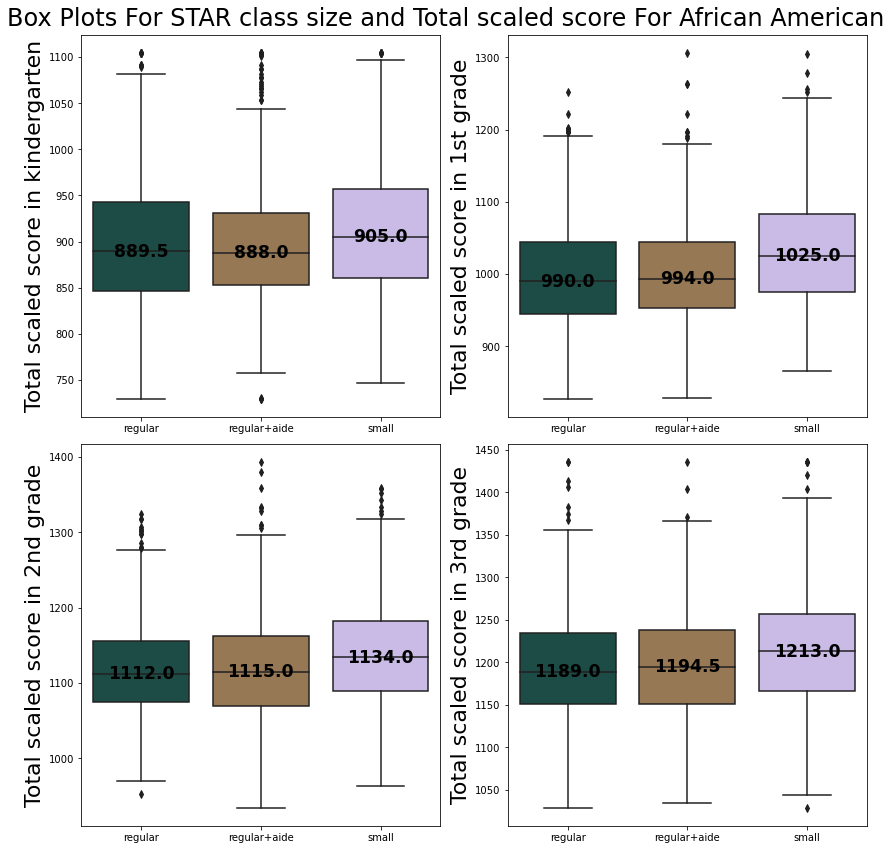 Box Plots For STAR class size and Total scaled score For African American
Total scaled score in kindergarten
1100
1050
1000
950
900
850
800
750
889.5
888.0
905.0
regular
regular+aide
small
Total scaled score in 1st grade
1300
1200
1100
1000
900
990.0
994.0
1025.0
regular
regular+aide
small
Total scaled score in 2nd grade
1400
1300
1200
1100
1000
1112.0
1115.0
1134.0
regular
regular+aide
small
Total scaled score in 3rd grade
1450
1400
1350
1300
1250
1200
1150
1100
1050
1189.0
1194.5
1213.0
regular
regular+aide
small